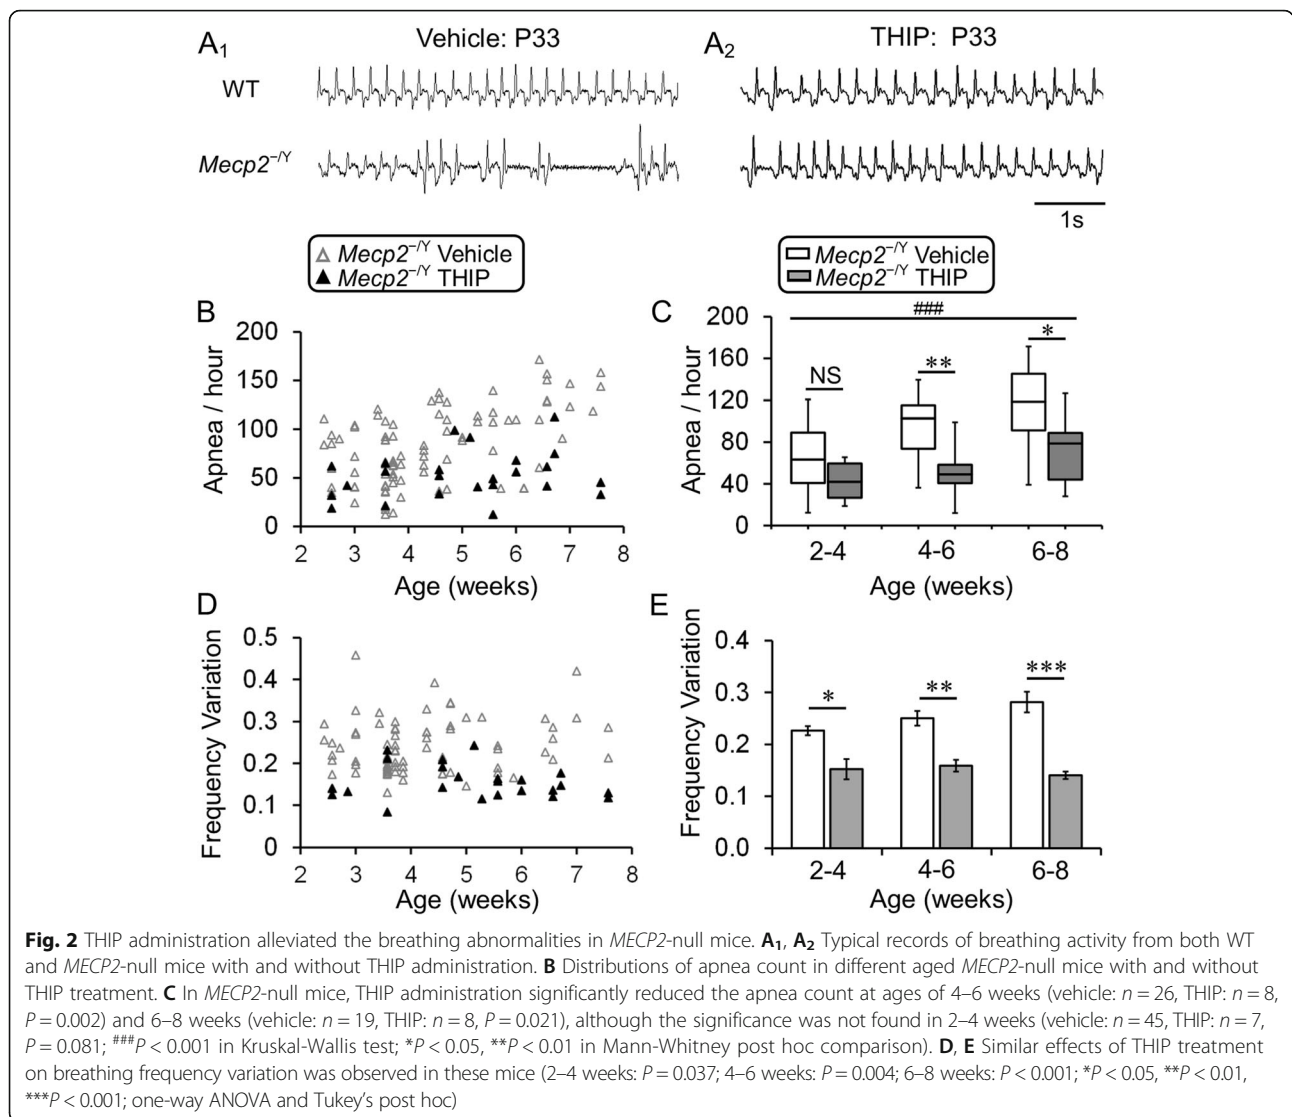 A1 Vehicle: P33 A2 THIP: P33
WT
Mecp2–/Y
1s
Mecp2–/Y Vehicle
Mecp2–/Y THIP
Mecp2–/Y Vehicle
Mecp2–/Y THIP
B
Apnea / hour
200
150
100
50
0
2 3 4 5 6 7 8
Age (weeks)
C
Apnea / hour
200
160
120
80
40
0
###
NS
**
*
2-4 4-6 6-8
Age (weeks)
D
Frequency Variation
0.5
0.4
0.3
0.2
0.1
0
2 3 4 5 6 7 8
Age (weeks)
E
Frequency Variation
0.4
0.3
0.2
0.1
0.0
*
**
***
2-4 4-6 6-8
Age (weeks)
Fig. 2 THIP administration alleviated the breathing abnormalities in MECP2-null mice. A1, A2 Typical records of breathing activity from both WT
and MECP2-null mice with and without THIP administration. B Distributions of apnea count in different aged MECP2-null mice with and without
THIP treatment. C In MECP2-null mice, THIP administration significantly reduced the apnea count at ages of 4–6 weeks (vehicle: n = 26, THIP: n = 8,
P = 0.002) and 6–8 weeks (vehicle: n = 19, THIP: n = 8, P = 0.021), although the significance was not found in 2–4 weeks (vehicle: n = 45, THIP: n = 7,
P = 0.081; ###P < 0.001 in Kruskal-Wallis test; *P < 0.05, **P < 0.01 in Mann-Whitney post hoc comparison). D, E Similar effects of THIP treatment
on breathing frequency variation was observed in these mice (2–4 weeks: P = 0.037; 4–6 weeks: P = 0.004; 6–8 weeks: P < 0.001; *P < 0.05, **P < 0.01,
***P < 0.001; one-way ANOVA and Tukey's post hoc)